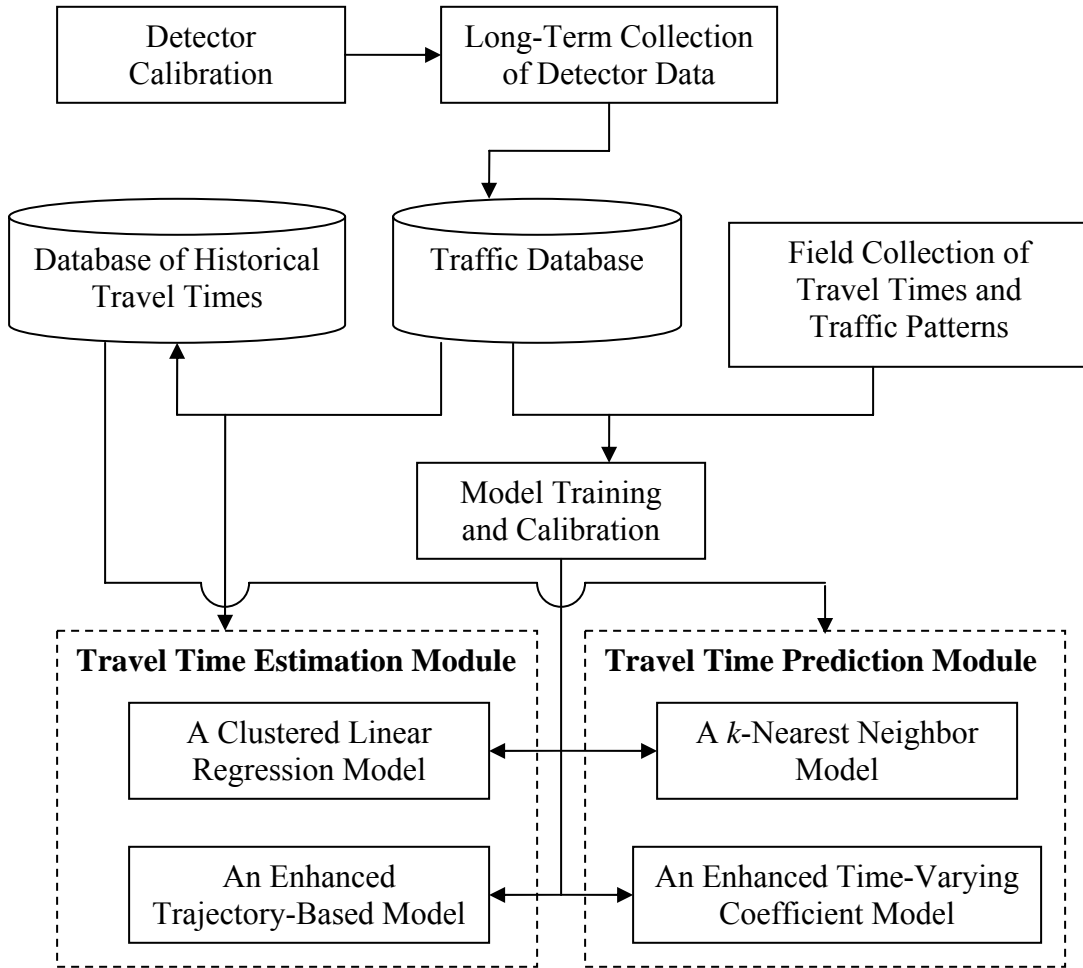 Detector
Calibration
Long-Term Collection
of Detector Data
Database of Historical
Travel Times
Traffic Database
Field Collection of
Travel Times and
Traffic Patterns
Model Training
and Calibration
Travel Time Estimation Module
A Clustered Linear
Regression Model
An Enhanced
Trajectory-Based Model
Travel Time Prediction Module
A k-Nearest Neighbor
Model
An Enhanced Time-Varying
Coefficient Model